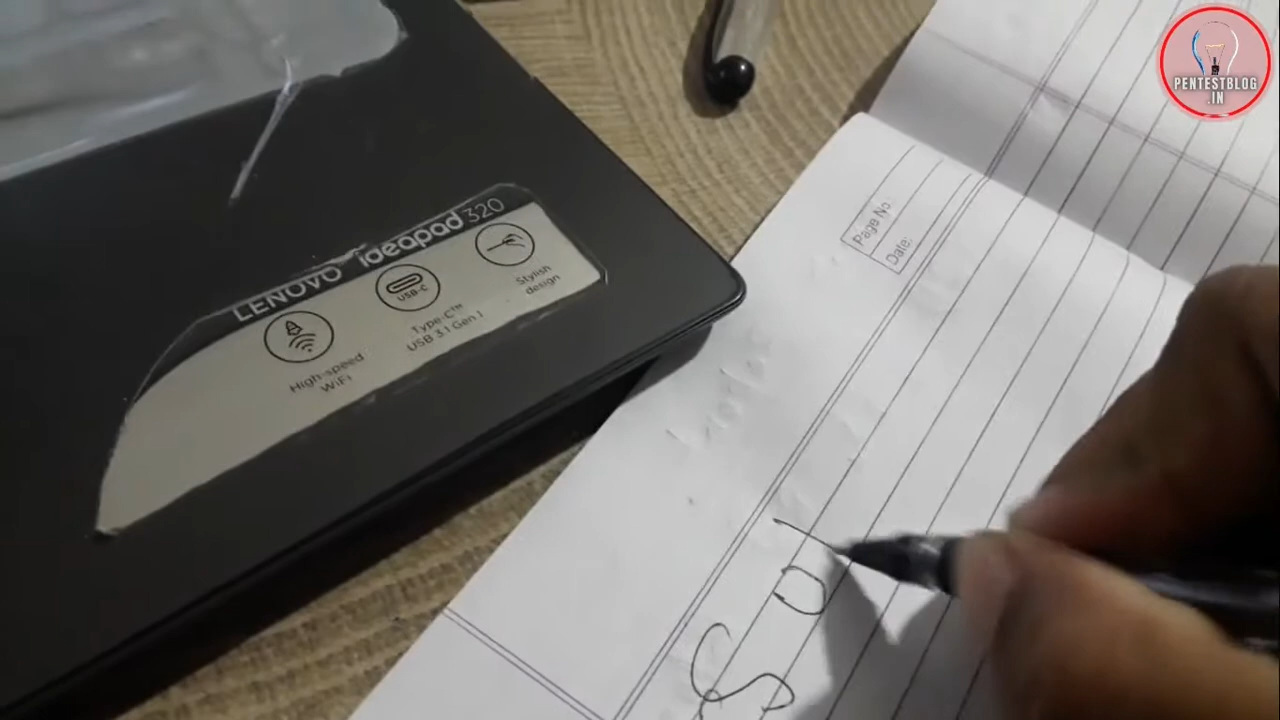 PENTESTBLOG
.IN
LENOVO ideapad 320
USB-C
High-speed
WiFi
Type-C™
USB 3.1 Gen 1
Stylish
design
Page No
Date: